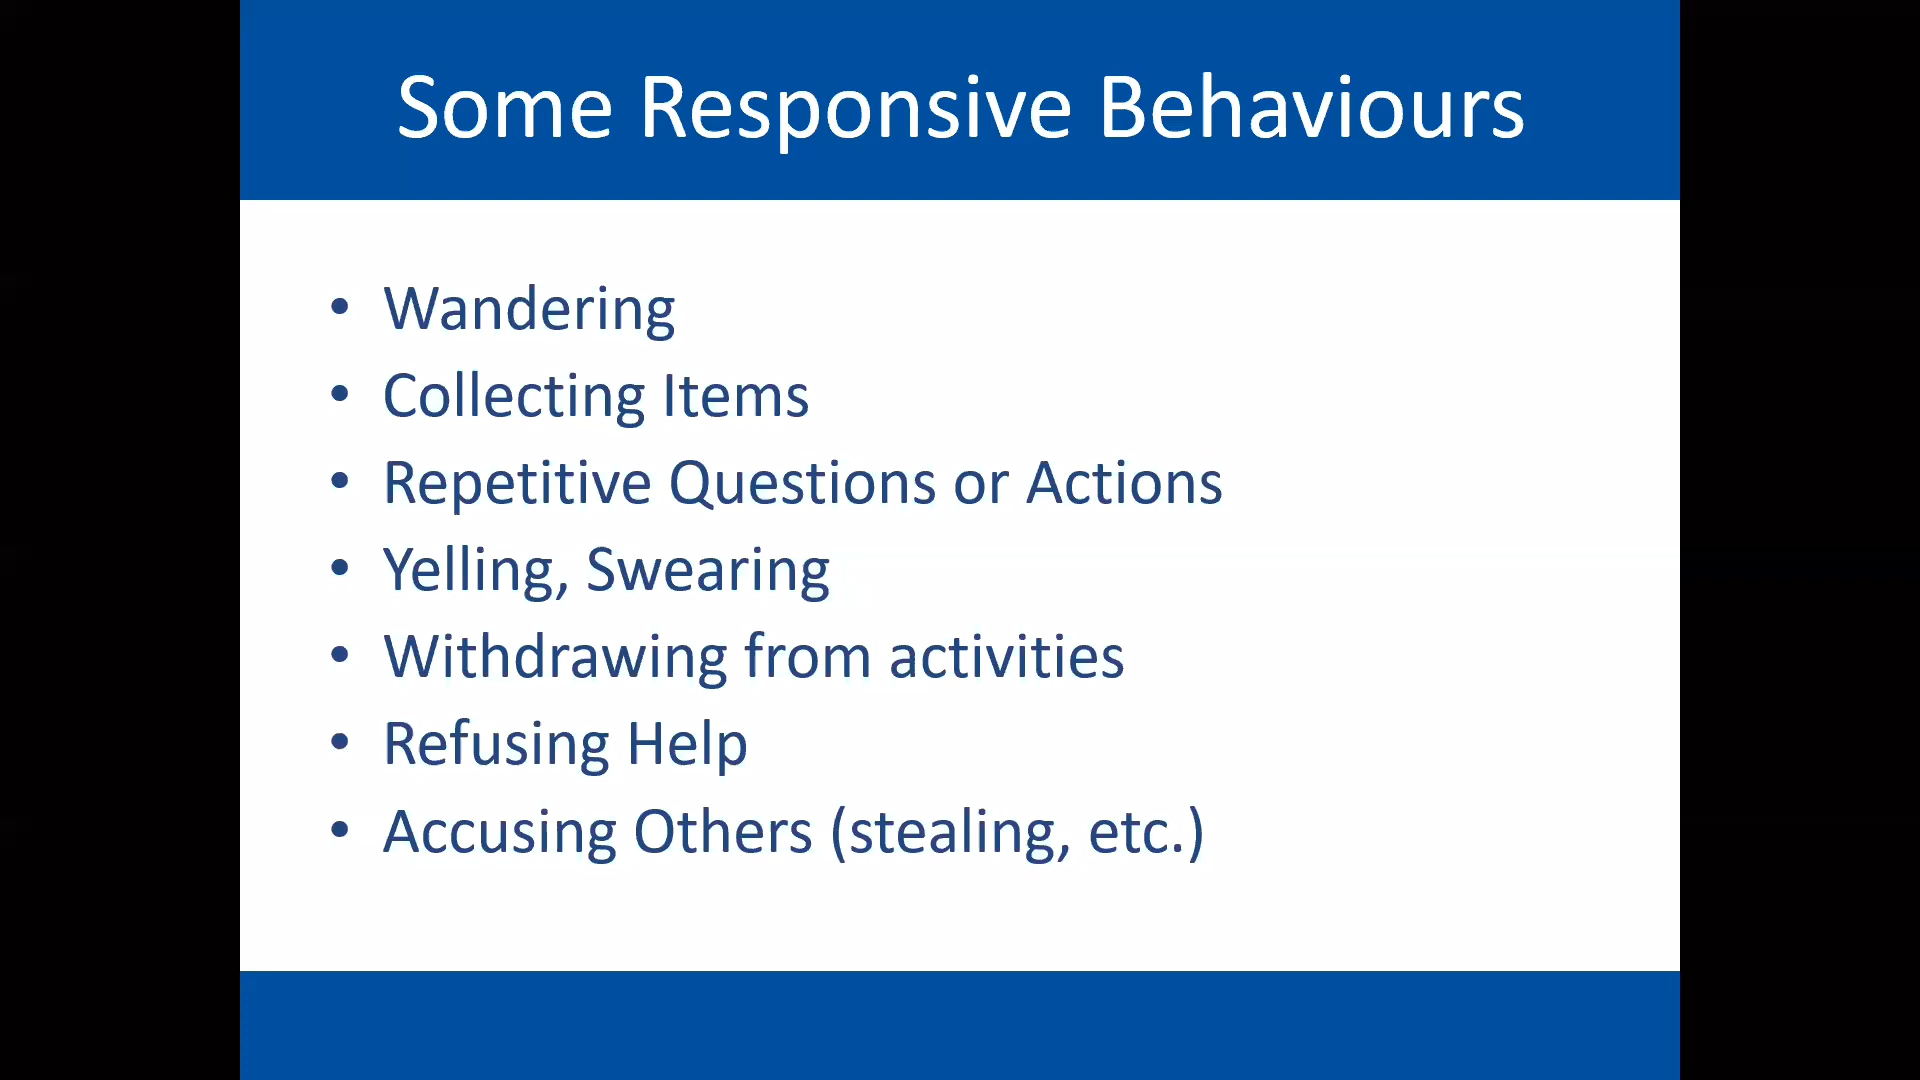 Some Responsive Behaviours
• Wandering
• Collecting Items
• Repetitive Questions or Actions
• Yelling, Swearing
• Withdrawing from activities
• Refusing Help
• Accusing Others (stealing, etc.)